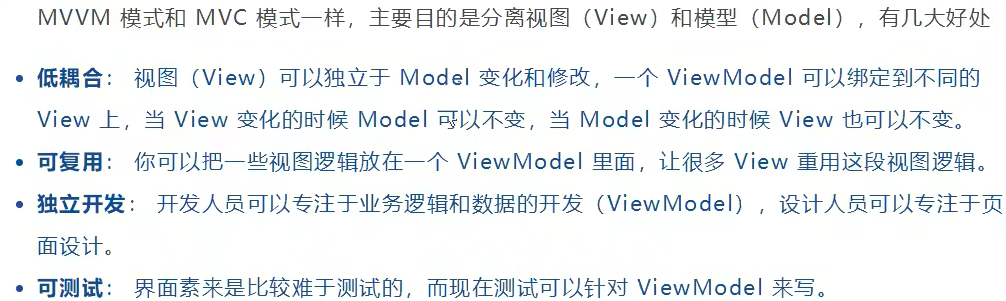 MVVM 模式和 MVC 模式一样，主要目的是分离视图（View）和模型（Model），有几大好处
• 低耦合： 视图（View）可以独立于 Model 变化和修改，一个 ViewModel 可以绑定到不同的
View 上，当 View 变化的时候 Model 可以不变，当 Model 变化的时候 View 也可以不变。
• 可复用： 你可以把一些视图逻辑放在一个 ViewModel 里面，让很多 View 重用这段视图逻辑。
• 独立开发： 开发人员可以专注于业务逻辑和数据的开发（ViewModel），设计人员可以专注于页
面设计。
• 可测试： 界面素来是比较难于测试的，而现在测试可以针对 ViewModel 来写。